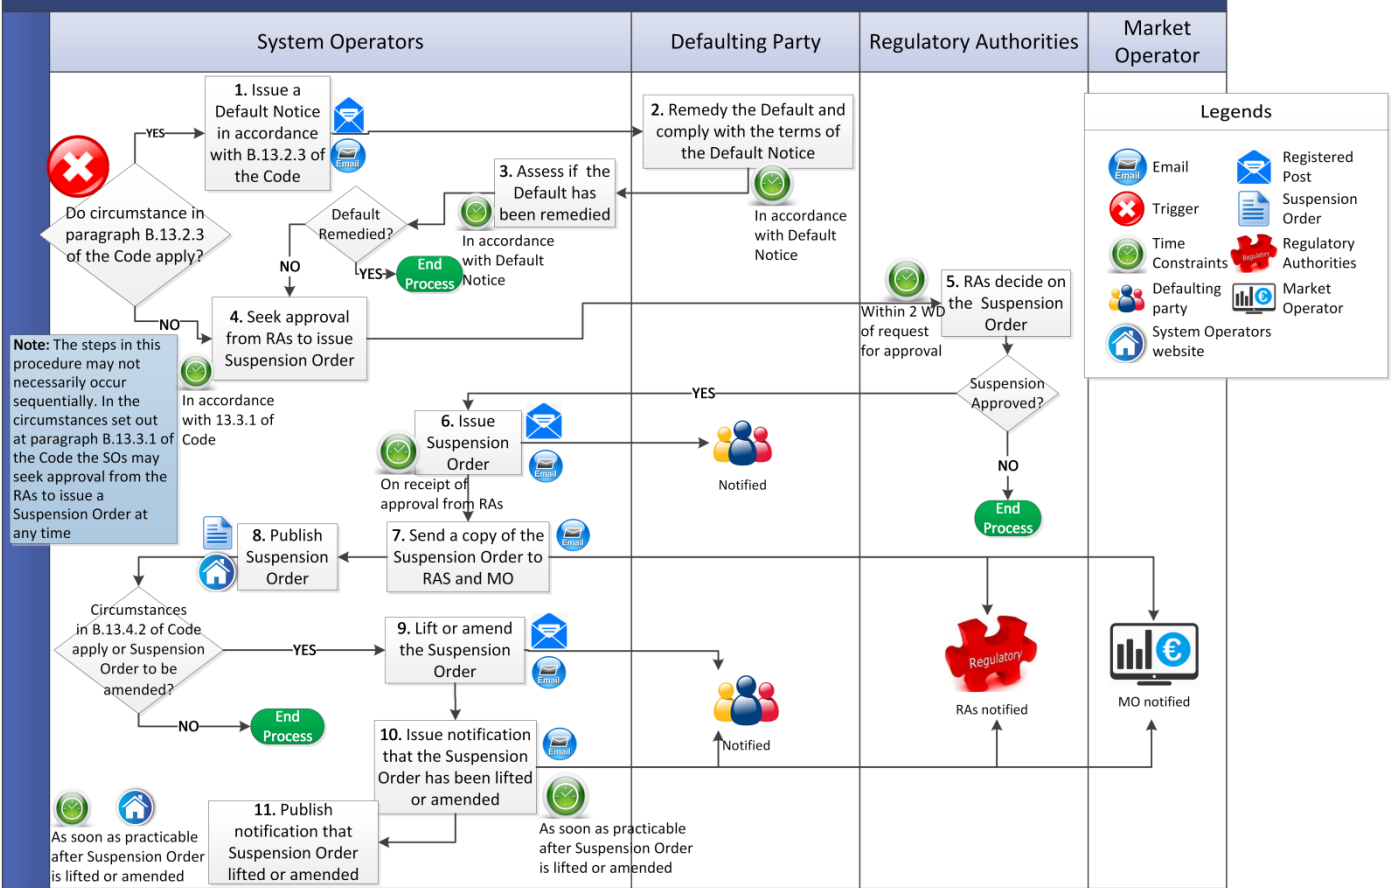 System Operators
Defaulting Party
Regulatory Authorities
Market
Operator
1. Issue a
Default Notice
in accordance
with B.13.2.3 of
the Code
Email
YES
2. Remedy the Default and
comply with the terms of
the Default Notice
In accordance
with Default
Notice
3. Assess if the
Default has
been remedied
In accordance
with Default
Notice
Default
Remedied?
YES
End
Process
NO
Do circumstance in
paragraph B.13.2.3
of the Code apply?
NO
4. Seek approval
from RAs to issue
Suspension Order
In accordance
with 13.3.1 of
Code
Note: The steps in this
procedure may not
necessarily occur
sequentially. In the
circumstances set out
at paragraph B.13.3.1 of
the Code the SOs may
seek approval from the
RAs to issue a
Suspension Order at
any time
5. RAs decide on
the Suspension
Order
Within 2 WD
of request
for approval
Suspension
Approved?
YES
NO
End
Process
6. Issue
Suspension
Order
Email
On receipt of
approval from RAs
Notified
7. Send a copy of the
Suspension Order to
RAS and MO
Email
8. Publish
Suspension
Order
Circumstances
in B.13.4.2 of Code
apply or Suspension
Order to be
amended?
YES
NO
End
Process
9. Lift or amend
the Suspension
Order
Email
Notified
Regulatory
RAs notified
€
MO notified
10. Issue notification
that the Suspension
Order has been lifted
or amended
Email
As soon as practicable
after Suspension Order
is lifted or amended
11. Publish
notification that
Suspension Order
lifted or amended
As soon as practicable
after Suspension Order
is lifted or amended
Legends
Email
Email
Registered
Post
Trigger
Suspension
Order
Time
Constraints
Regulatory
Regulatory
Authorities
Defaulting
party
€
Market
Operator
System Operators
website